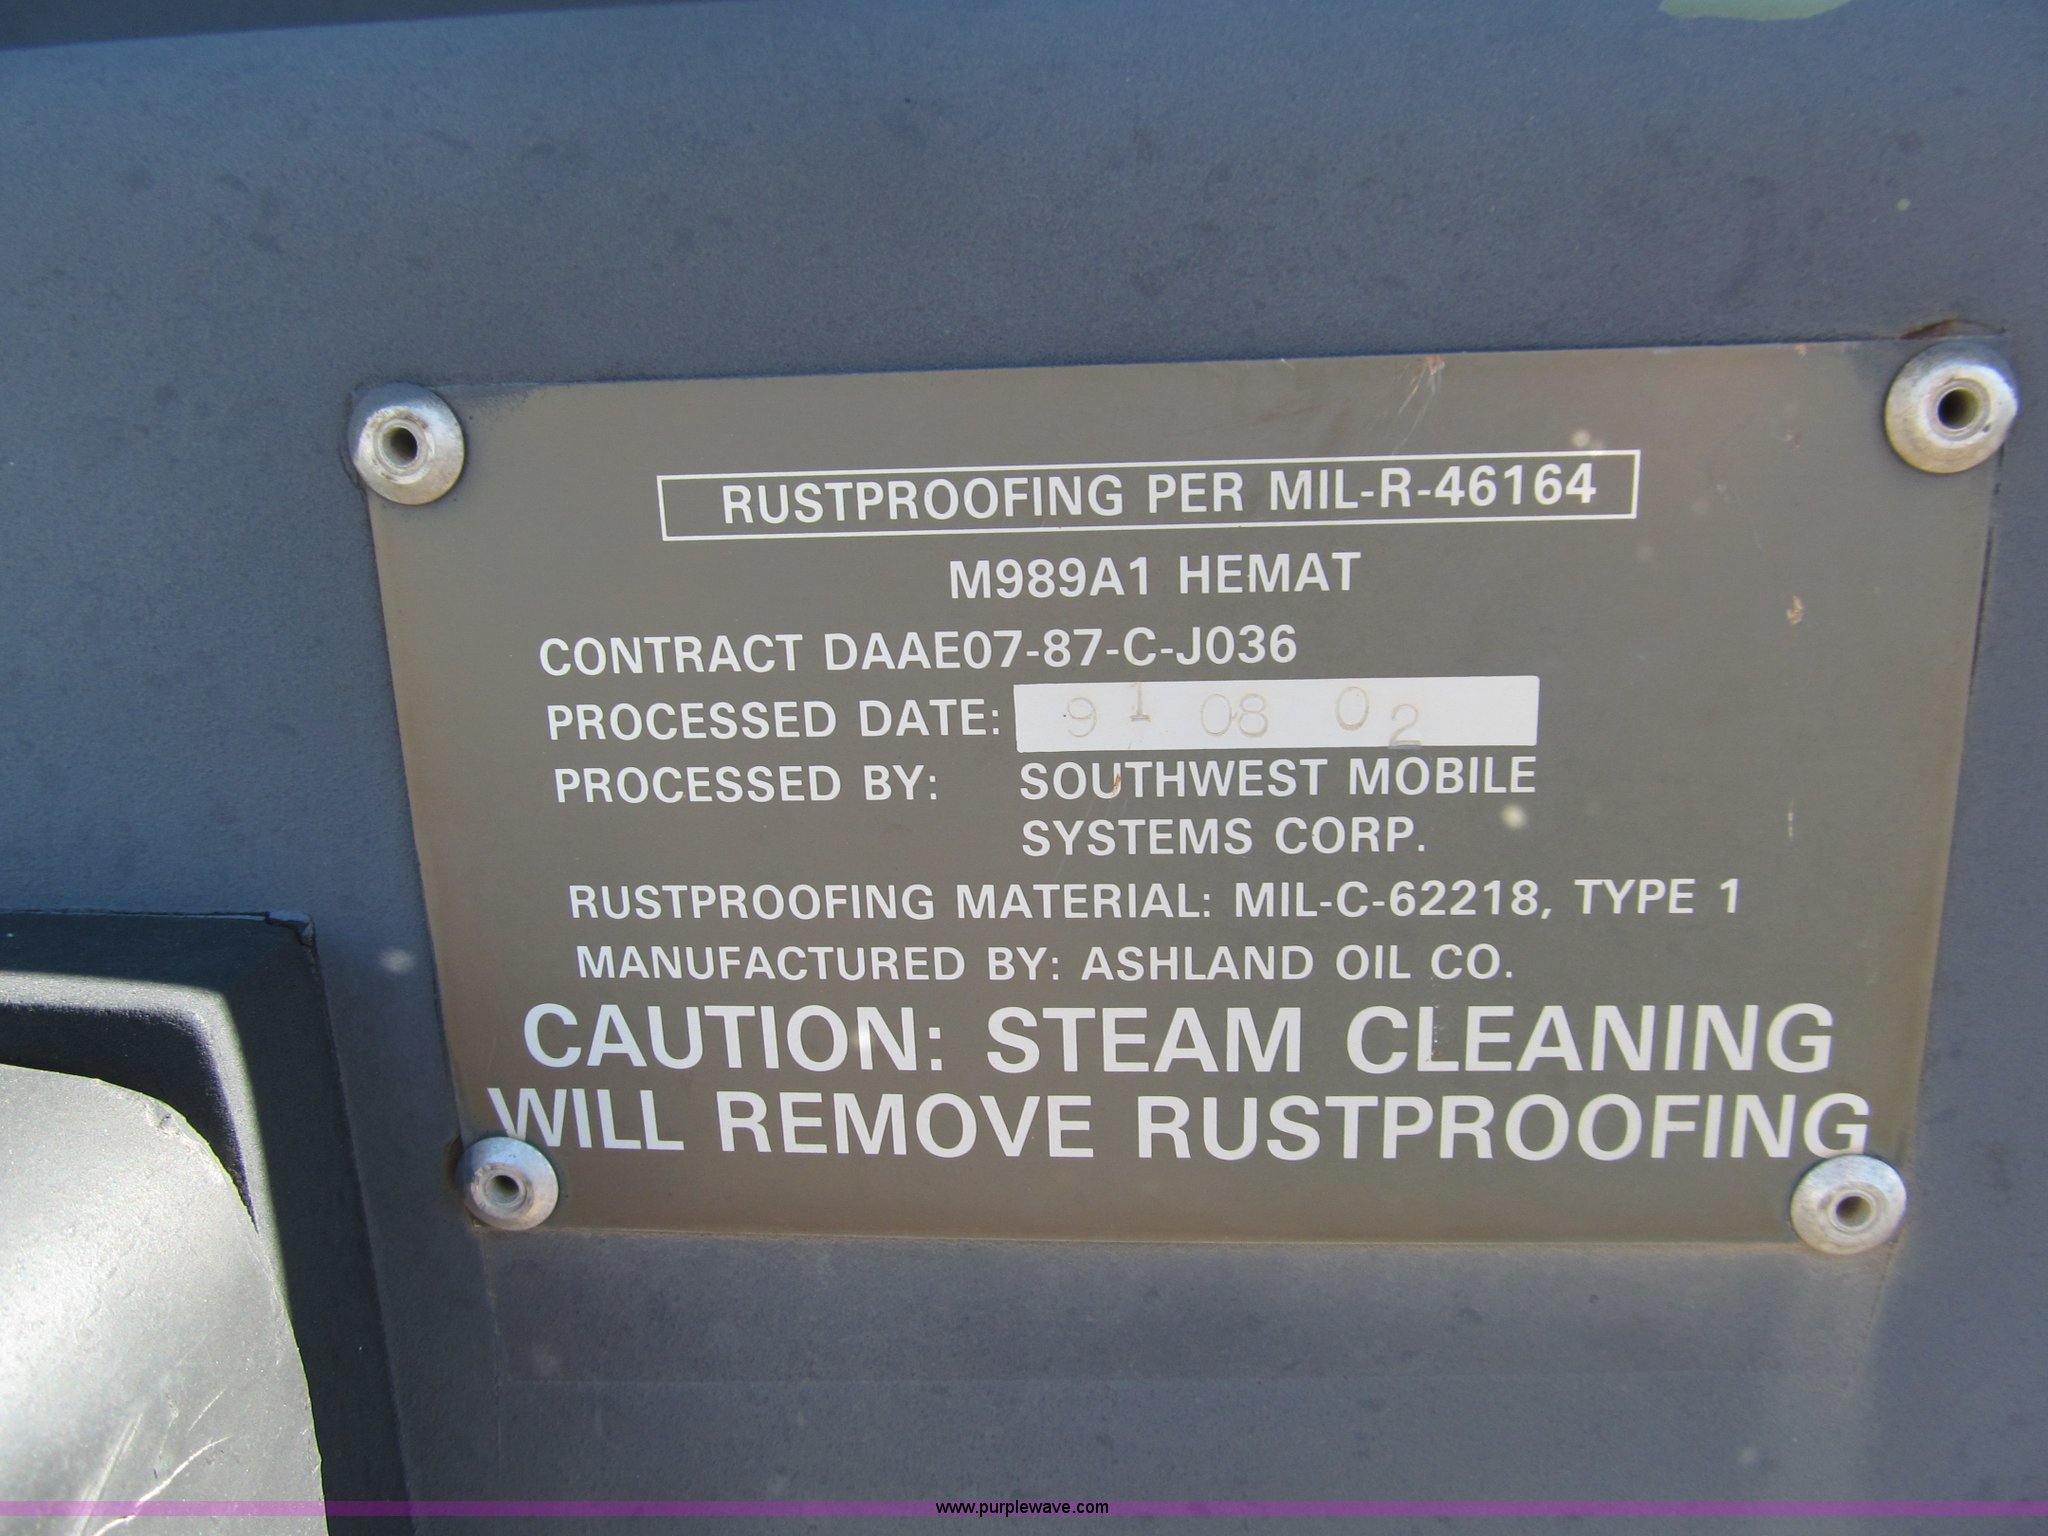 RUSTPROOFING PER MIL-R-46164
M989A1 HEMAT
CONTRACT DAAE07-87-C-J036
PROCESSED DATE: 91 08 02
PROCESSED BY: SOUTHWEST MOBILE
SYSTEMS CORP.
RUSTPROOFING MATERIAL: MIL-C-62218, TYPE 1
MANUFACTURED BY: ASHLAND OIL CO.
CAUTION: STEAM CLEANING
WILL REMOVE RUSTPROOFING
www.purplewave.com